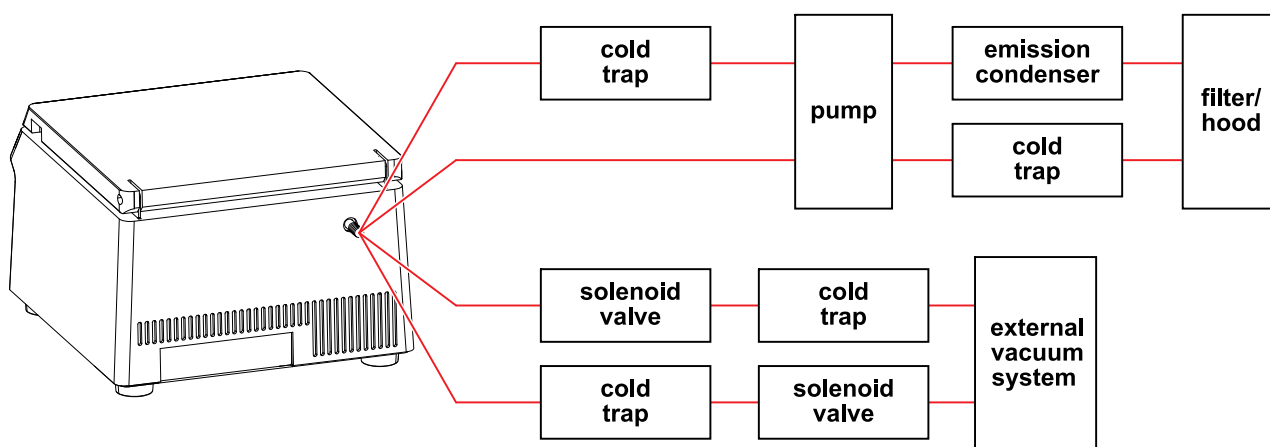 cold
trap
pump
emission
condenser
filter/
hood
cold
trap
solenoid
valve
cold
trap
external
vacuum
system
cold
trap
solenoid
valve